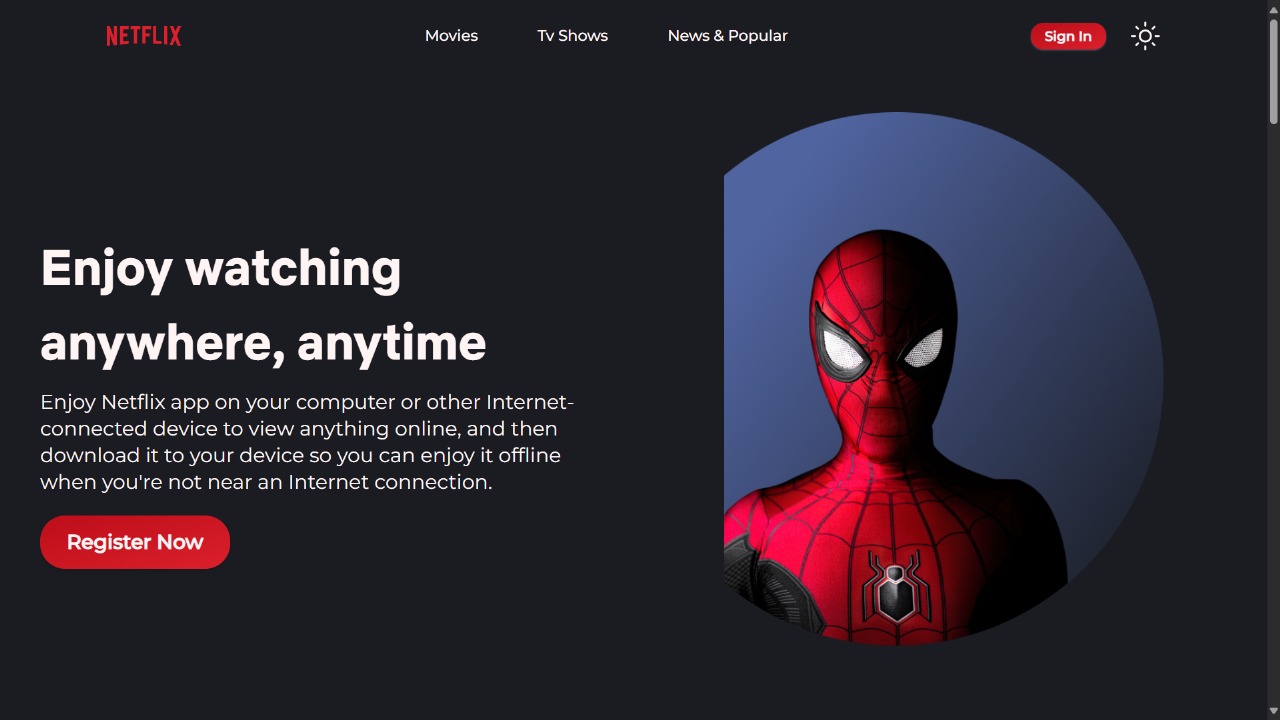 NETFLIX
Movies
Tv Shows
News & Popular
Sign In
Enjoy watching
anywhere, anytime
Enjoy Netflix app on your computer or other Internet-
connected device to view anything online, and then
download it to your device so you can enjoy it offline
when you're not near an Internet connection.
Register Now